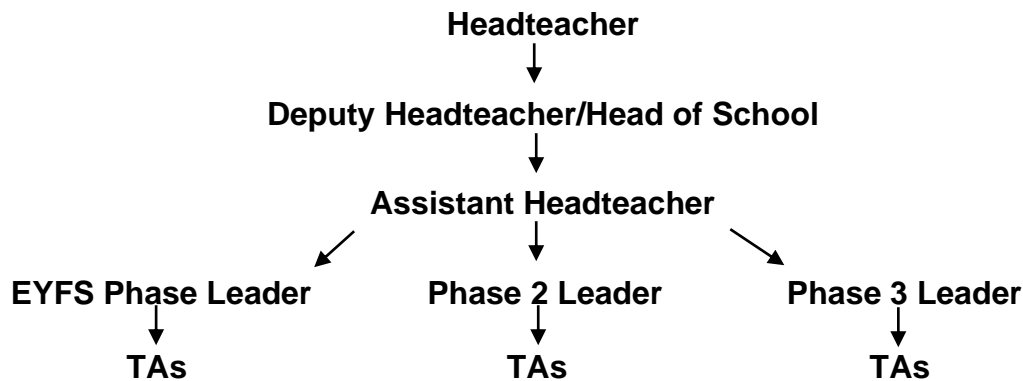 Headteacher
Deputy Headteacher/Head of School
Assistant Headteacher
EYFS Phase Leader Phase 2 Leader Phase 3 Leader
TAs TAs TAs